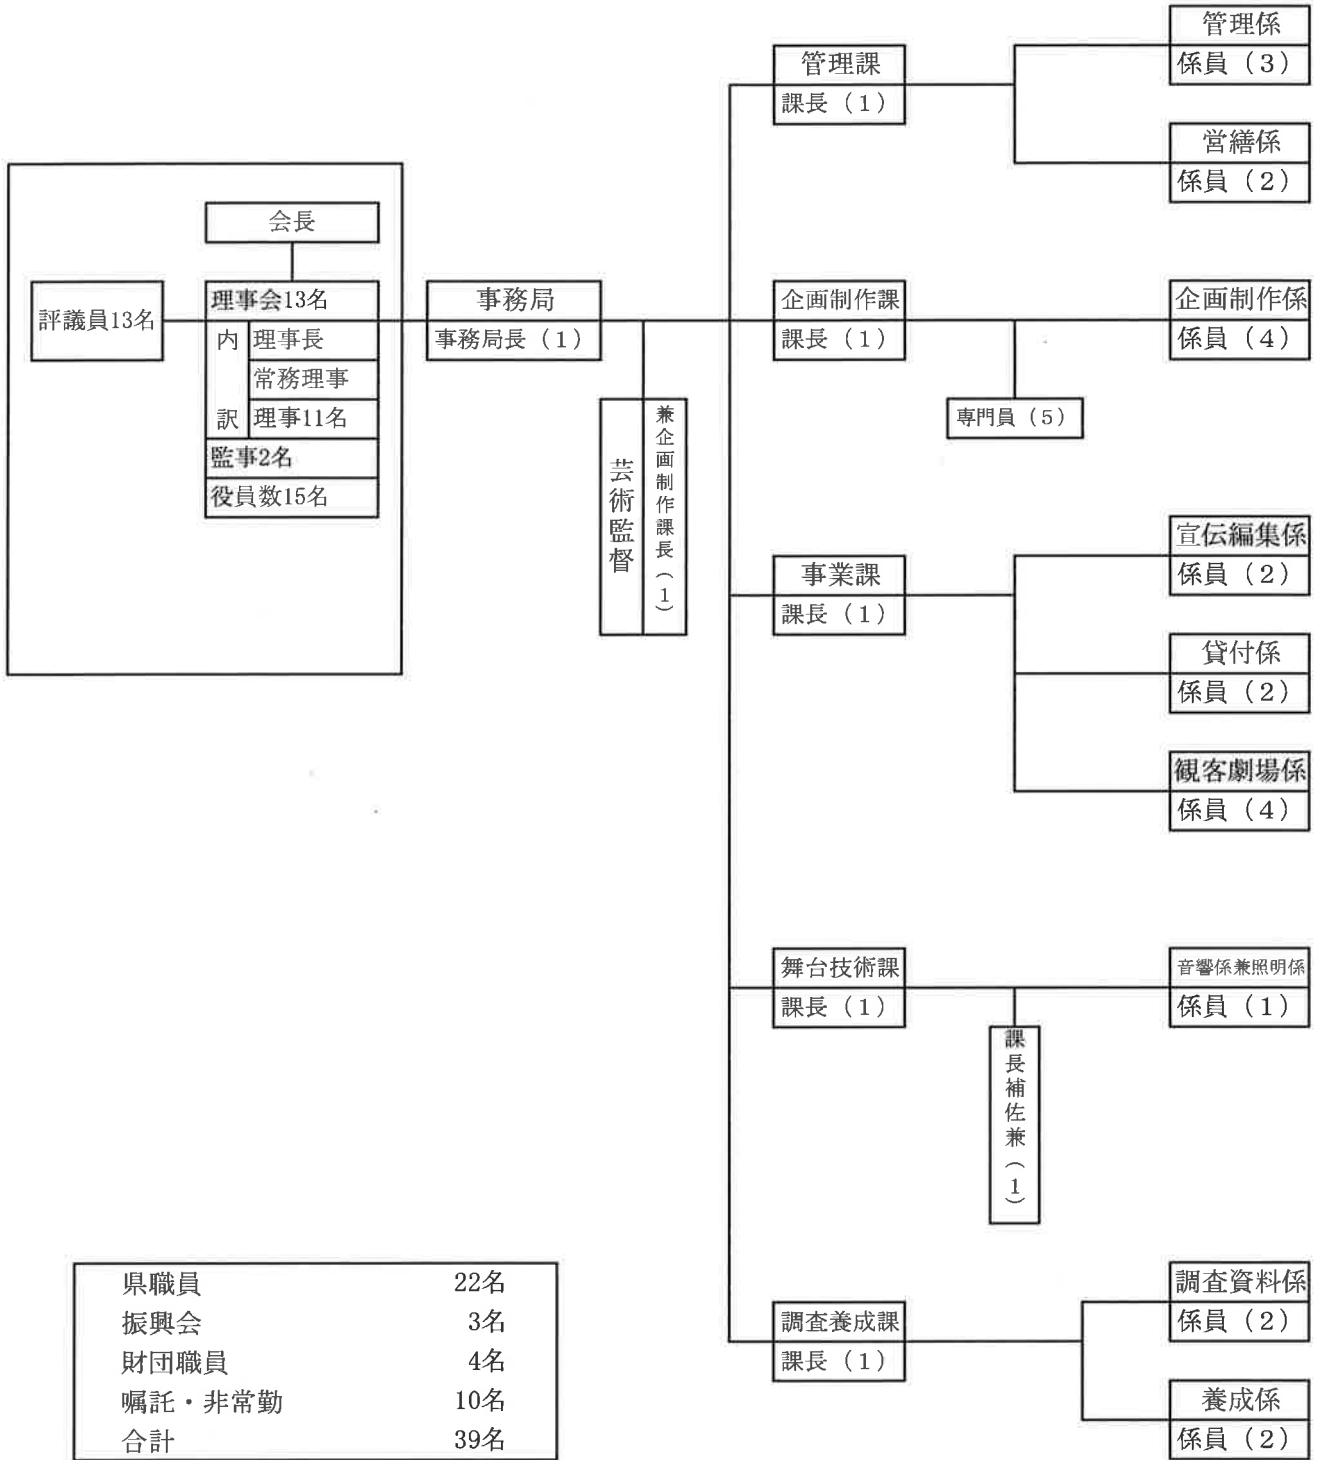 管理係
係員（3）
管理課
課長（1）
営繕係
係員（2）
会長
評議員13名
理事会13名
内訳
理事長
常務理事
理事11名
監事2名
役員数15名
事務局
事務局長（1）
芸術監督
兼企画制作課長（1）
企画制作課
課長（1）
企画制作係
係員（4）
専門員（5）
宣伝編集係
係員（2）
事業課
課長（1）
貸付係
係員（2）
観客劇場係
係員（4）
舞台技術課
課長（1）
音響係兼照明係
係員（1）
課長補佐兼（1）
調査資料係
係員（2）
調査養成課
課長（1）
養成係
係員（2）
県職員 22名
振興会 3名
財団職員 4名
嘱託・非常勤 10名
合計 39名